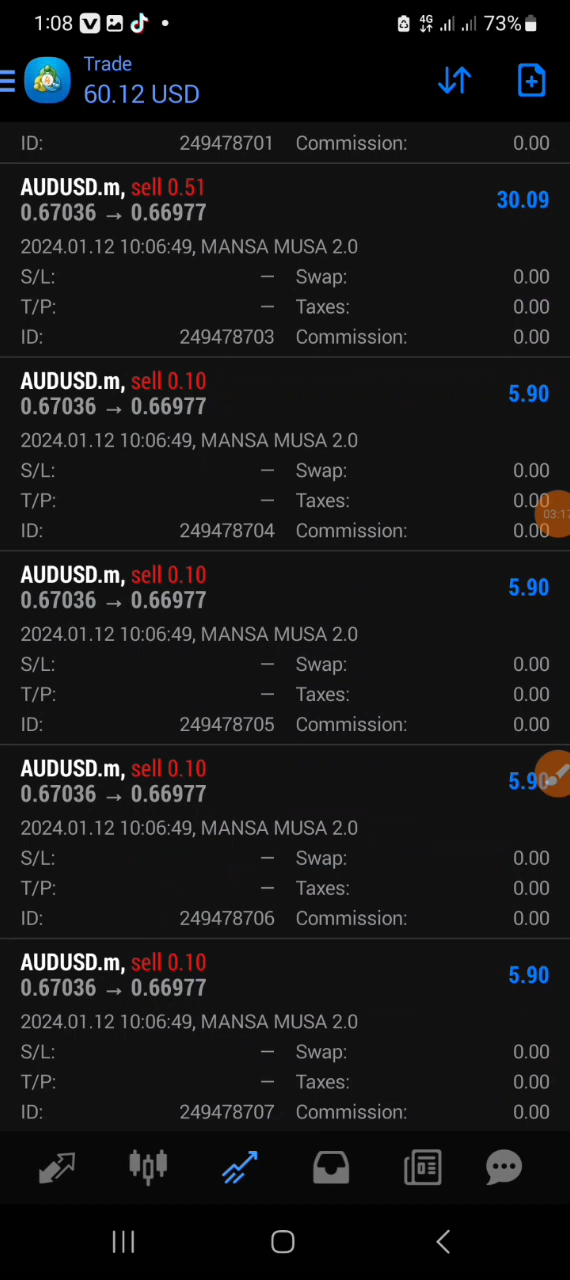 1:08 73%
4G
Trade
60.12 USD
ID: 249478701 Commission: 0.00
AUDUSD.m, sell 0.51
0.67036 → 0.66977 30.09
2024.01.12 10:06:49, MANSA MUSA 2.0
S/L: – Swap: 0.00
T/P: – Taxes: 0.00
ID: 249478703 Commission: 0.00
AUDUSD.m, sell 0.10
0.67036 → 0.66977 5.90
2024.01.12 10:06:49, MANSA MUSA 2.0
S/L: – Swap: 0.00
T/P: – Taxes: 0.00
03:17
ID: 249478704 Commission: 0.00
AUDUSD.m, sell 0.10
0.67036 → 0.66977 5.90
2024.01.12 10:06:49, MANSA MUSA 2.0
S/L: – Swap: 0.00
T/P: – Taxes: 0.00
ID: 249478705 Commission: 0.00
AUDUSD.m, sell 0.10
0.67036 → 0.66977 5.90
2024.01.12 10:06:49, MANSA MUSA 2.0
S/L: – Swap: 0.00
T/P: – Taxes: 0.00
ID: 249478706 Commission: 0.00
AUDUSD.m, sell 0.10
0.67036 → 0.66977 5.90
2024.01.12 10:06:49, MANSA MUSA 2.0
S/L: – Swap: 0.00
T/P: – Taxes: 0.00
ID: 249478707 Commission: 0.00